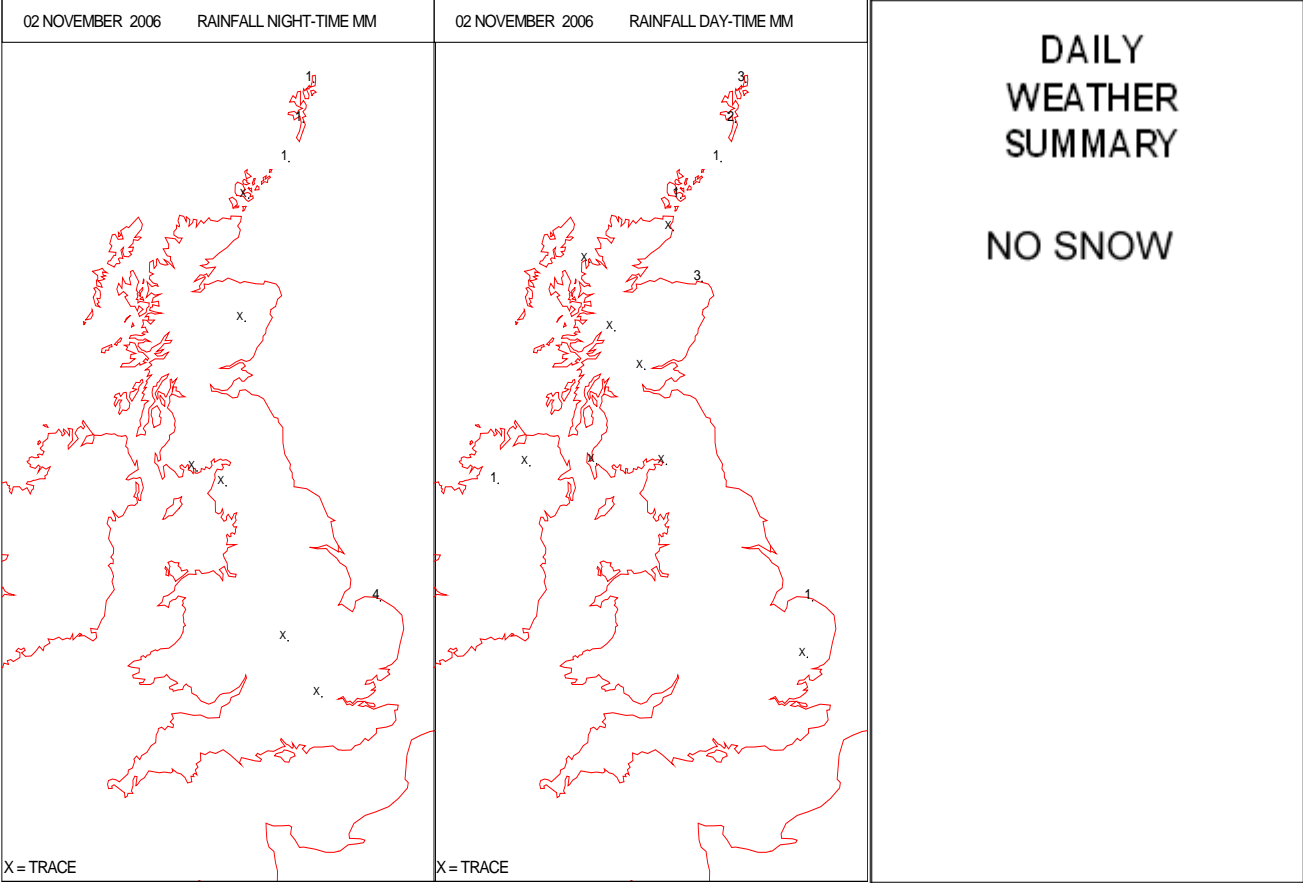 02 NOVEMBER 2006 RAINFALL NIGHT-TIME MM
1
1.
1.
X.
X.
X.
X.
4.
X.
X.
X = TRACE
02 NOVEMBER 2006 RAINFALL DAY-TIME MM
3.
2.
1.
1.
X.
X.
3.
X.
X.
X.
X
X.
1.
1.
X.
X = TRACE
DAILY
WEATHER
SUMMARY
NO SNOW